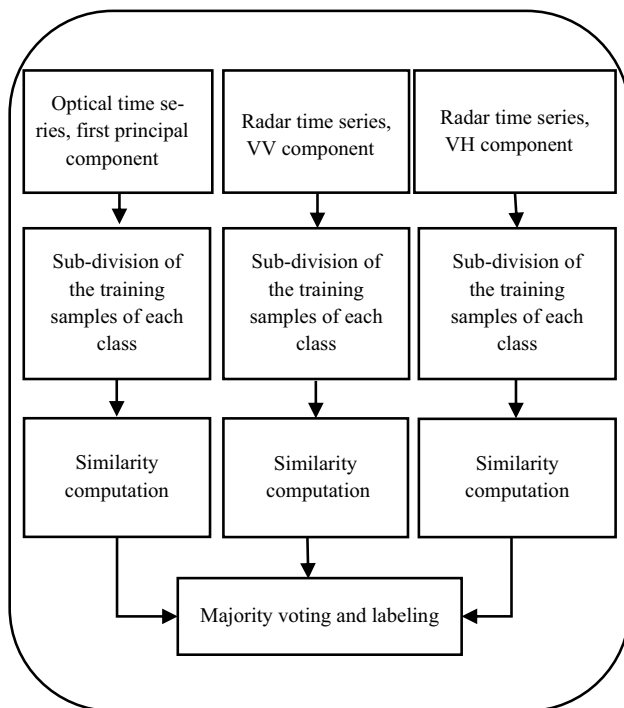 Optical time se-
ries, first principal
component
Radar time series,
VV component
Radar time series,
VH component
Sub-division of
the training
samples of each
class
Sub-division of
the training
samples of each
class
Sub-division of
the training
samples of each
class
Similarity
computation
Similarity
computation
Similarity
computation
Majority voting and labeling